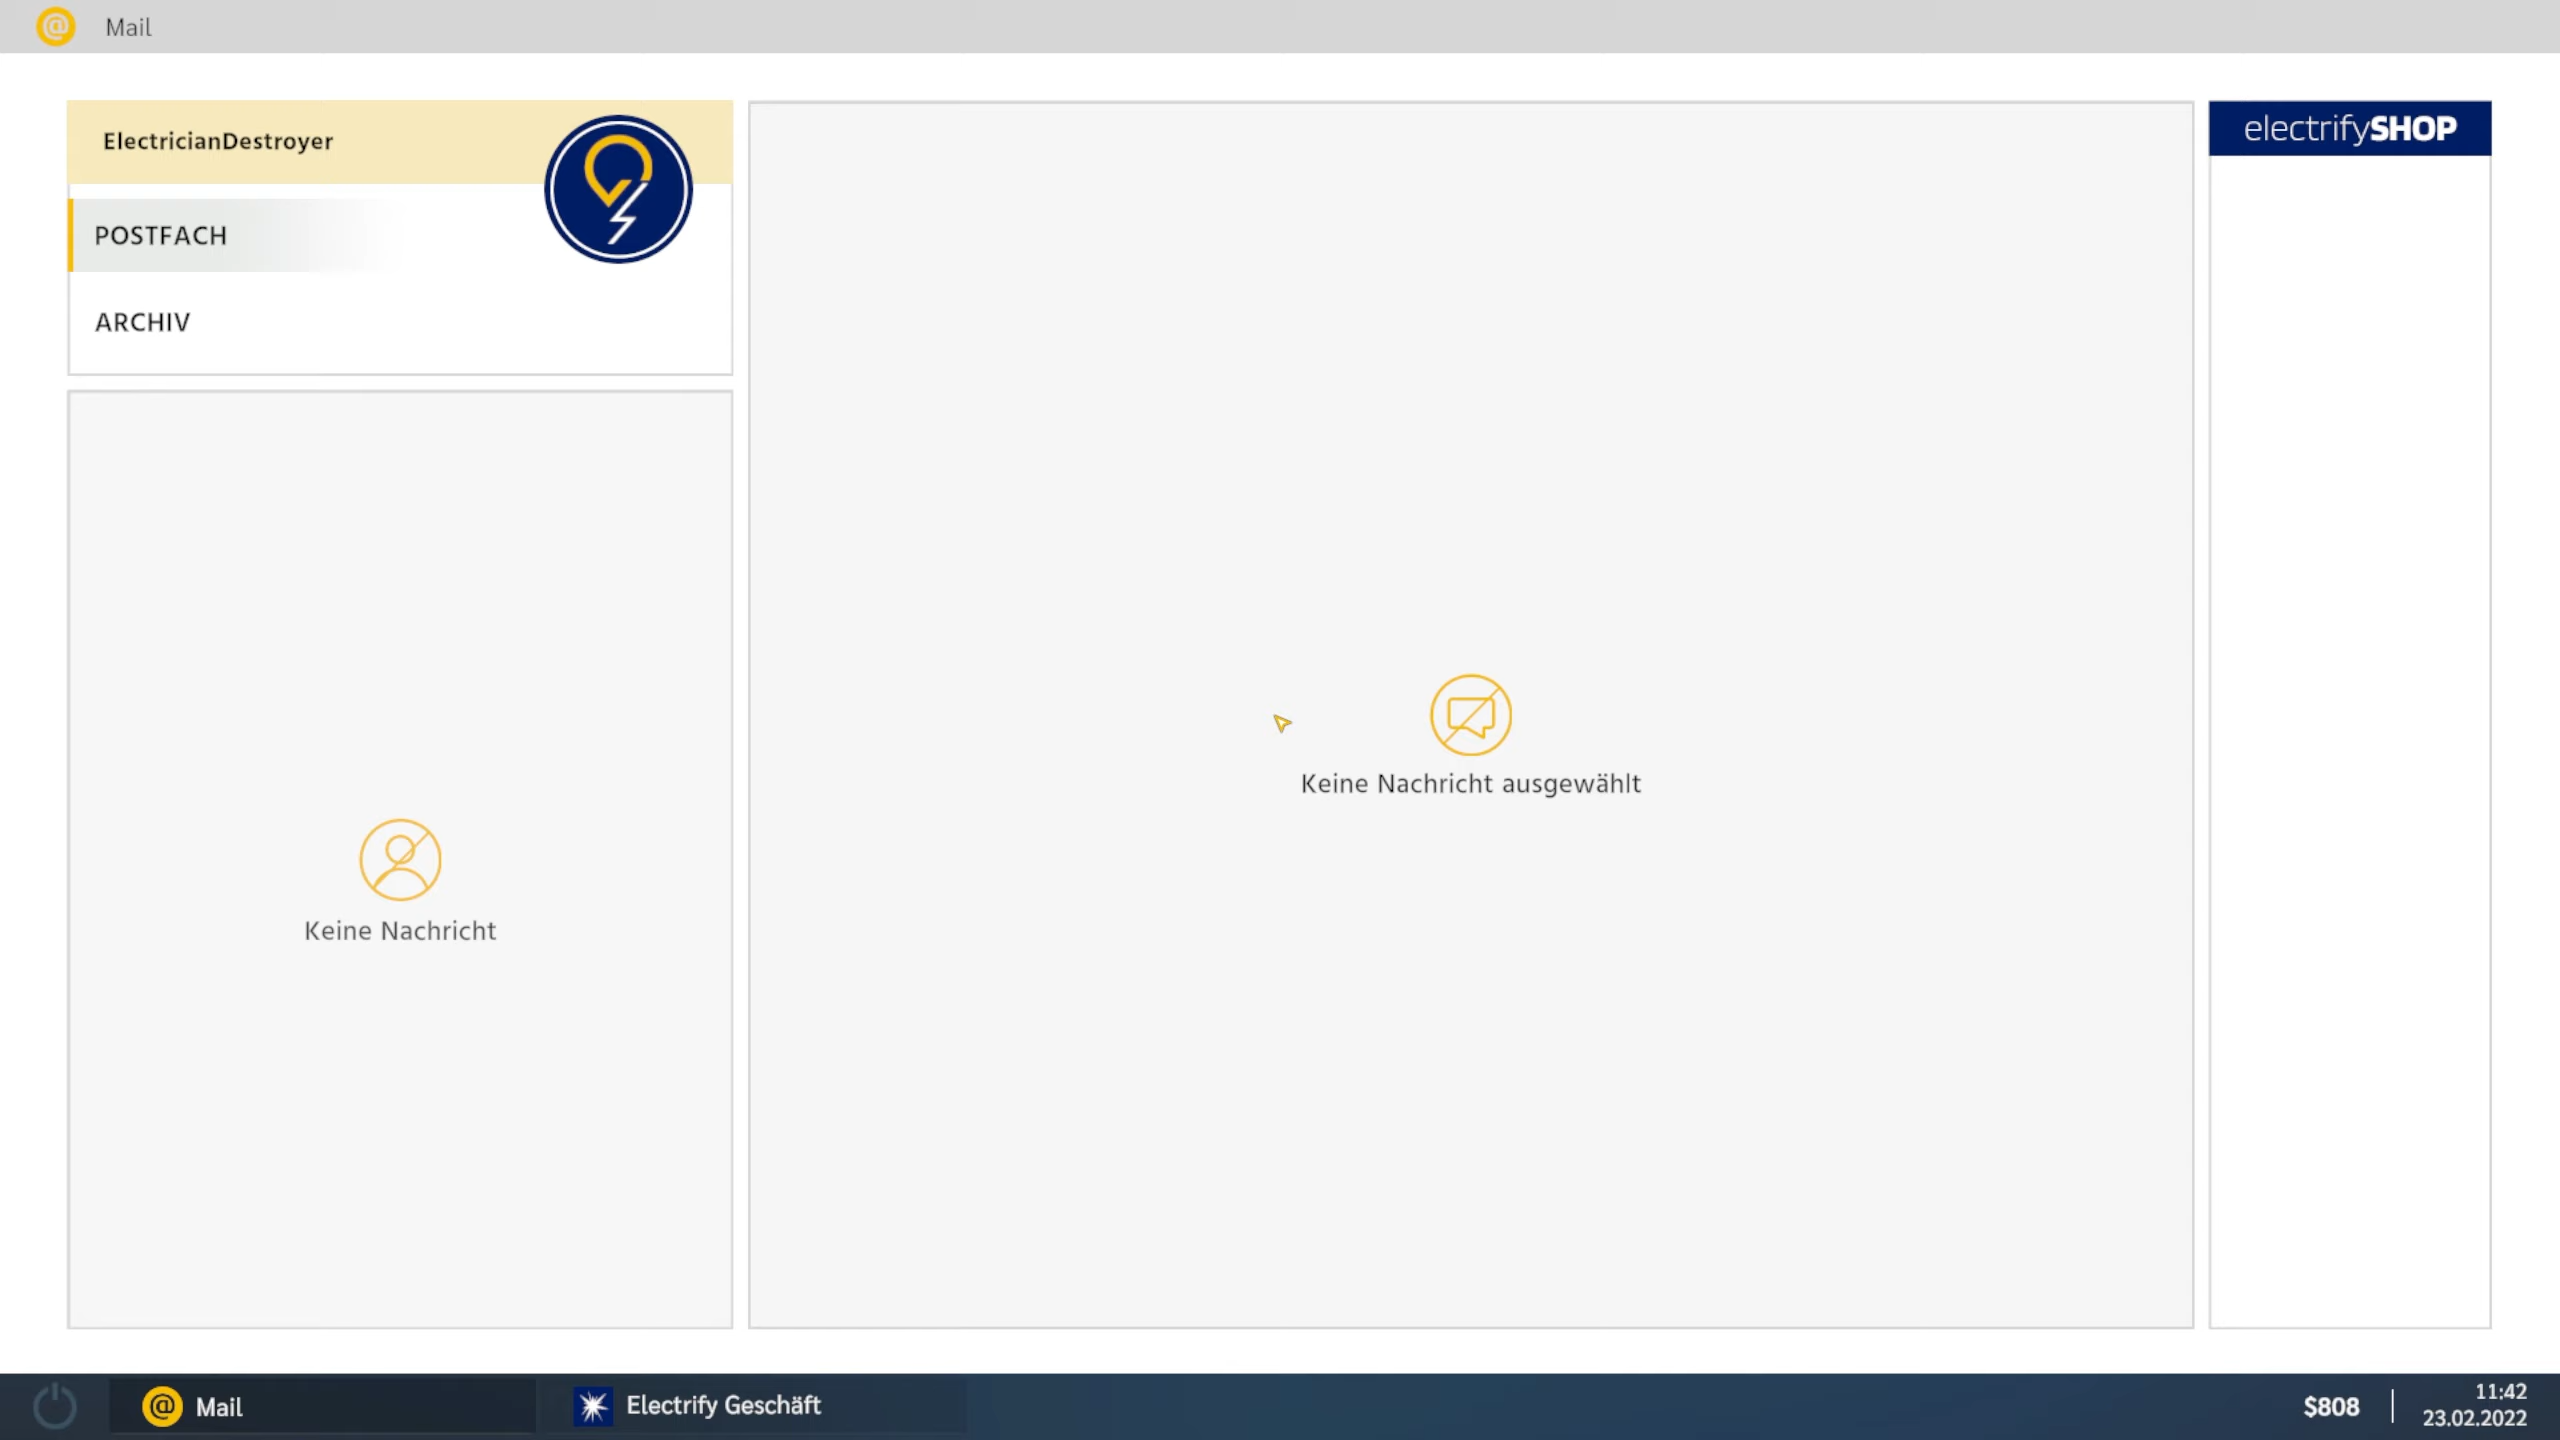 Mail
ElectricianDestroyer
POSTFACH
ARCHIV
Keine Nachricht
Keine Nachricht ausgewählt
electrifySHOP
Mail
Electrify Geschäft
$808
11:42
23.02.2022